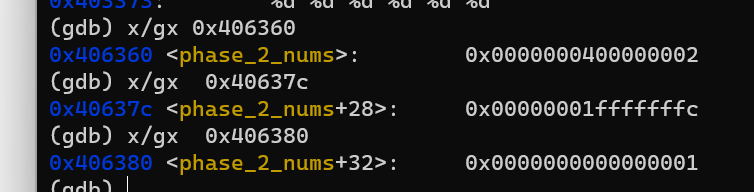 0x403373:        %d %d %d %d %d %d
(gdb) x/gx 0x406360
0x406360 <phase_2_nums>:        0x0000000400000002
(gdb) x/gx  0x40637c
0x40637c <phase_2_nums+28>:     0x00000001fffffffc
(gdb) x/gx  0x406380
0x406380 <phase_2_nums+32>:     0x0000000000000001
(gdb)